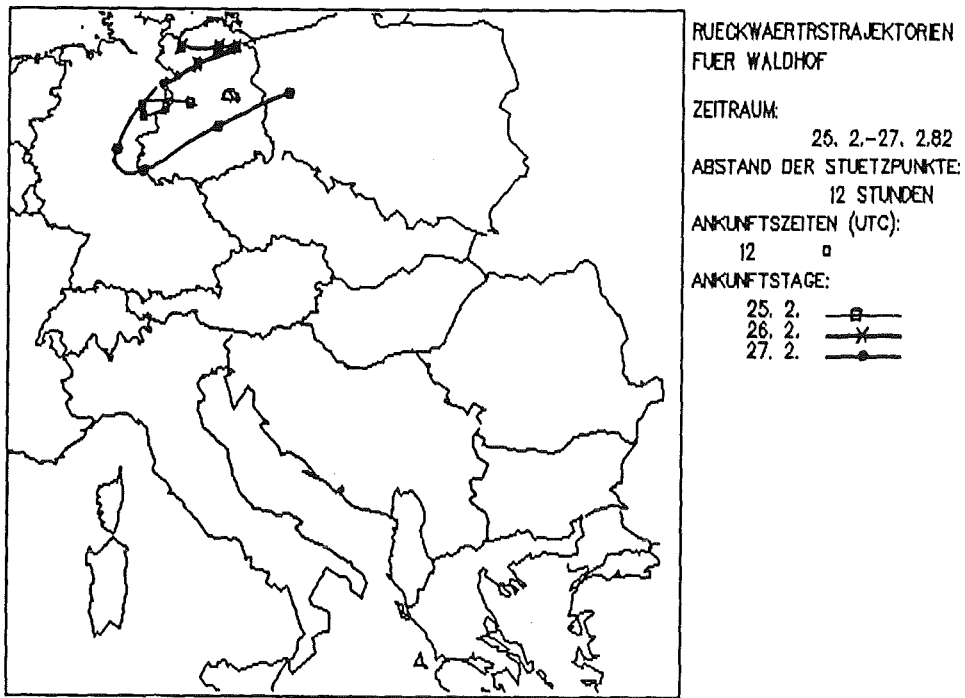 RUECKWAERTRSTRAJEKTORIEN
FUER WALDHOF
ZEITRAUM:
25. 2.-27. 2.82
ABSTAND DER STUETZPUNKTE:
12 STUNDEN
ANKUNFTSZEITEN (UTC):
12
ANKUNFTSTAGE:
25. 2.
26. 2.
27. 2.